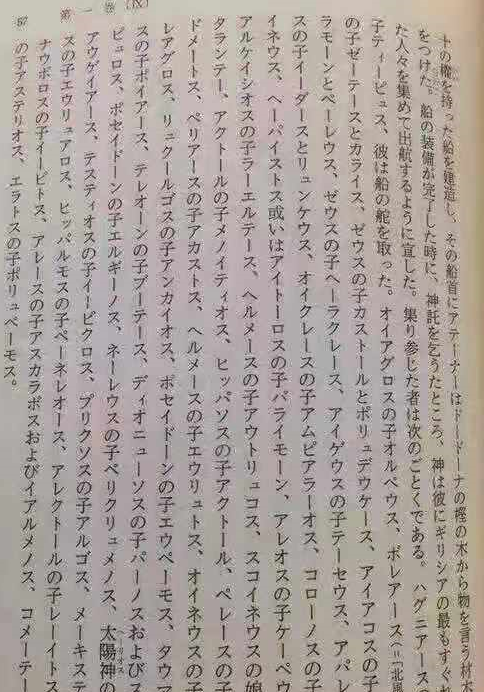 十の櫂を持った船を建造し、その船首にアテーナーはドードーナの樫の木から物を言う材木
をつけた。船の装備が完了した時に、神託を乞うたところ、神は彼にギリシアの最もすぐ
た人々を集めて出航するように宣した。集り参じた者は次のごとくである。ハグニアース
子ティーピュス、彼は船の舵を取った。オイアグロスの子オルペウス、ボレアース(=「北風
の子ゼーテースとカライス、ゼウスの子カストールとポリュデウケース、アイアコスの子
ラモーンとペーレウス、ゼウスの子ヘーラクレース、アイゲウスの子テーセウス、アパレ
スの子イーダースとリュンケウス、オイクレースの子アムピアラーオス、コローノスの子
イネウス、ヘーパイストス或いはアイトーロスの子パライモーン、アレオスの子ケーペウ
アルケイシオスの子ラーエルテース、ヘルメースの子アウトリュコス、スコイネウスの娘
タランテー、アクトールの子メノイティオス、ヒッパソスの子アクトール、ペレースの子
ドメートス、ペリアースの子アカストス、ヘルメースの子エウリュトス、オイネウスの子
レアグロス、リュクールゴスの子アンカイオス、ポセイドーンの子エウペーモス、タウマ
スの子ポイアース、テレオーンの子ブーテース、ディオニューソスの子パーノスおよびス
ピュロス、ポセイドーンの子エルギーノス、ネーレウスの子ペリクリュメノス、太陽神の
ヘーリオス
アウゲイアース、テスティオスの子イーピクロス、プリクソスの子アルゴス、メーキステ
スの子エウリュアロス、ヒッパルモスの子ペーネレオース、アレクトールの子レーイトス
ナウボロスの子イーピトス、アレースの子アスカラポスおよびイアルメノス、コメーテー
の子アステリオス、エラトスの子ポリュペーモス。
97 第一巻 〔IX〕